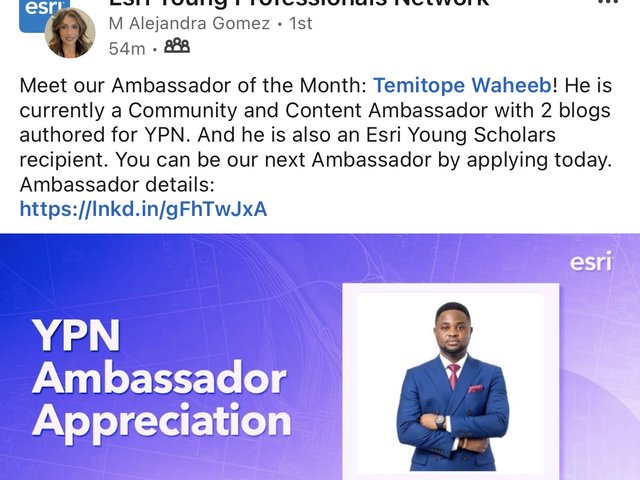 esri
Esri Young Professionals Network
M Alejandra Gomez • 1st
54m •
Meet our Ambassador of the Month: Temitope Waheeb! He is
currently a Community and Content Ambassador with 2 blogs
authored for YPN. And he is also an Esri Young Scholars
recipient. You can be our next Ambassador by applying today.
Ambassador details:
https://lnkd.in/gFhTwJxA
esri
YPN
Ambassador
Appreciation